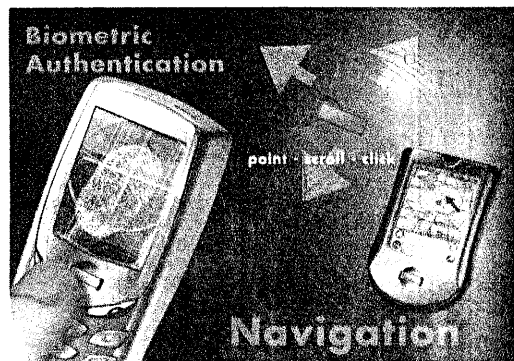 Biometric
Authentication
point - scroll - click
Navigation